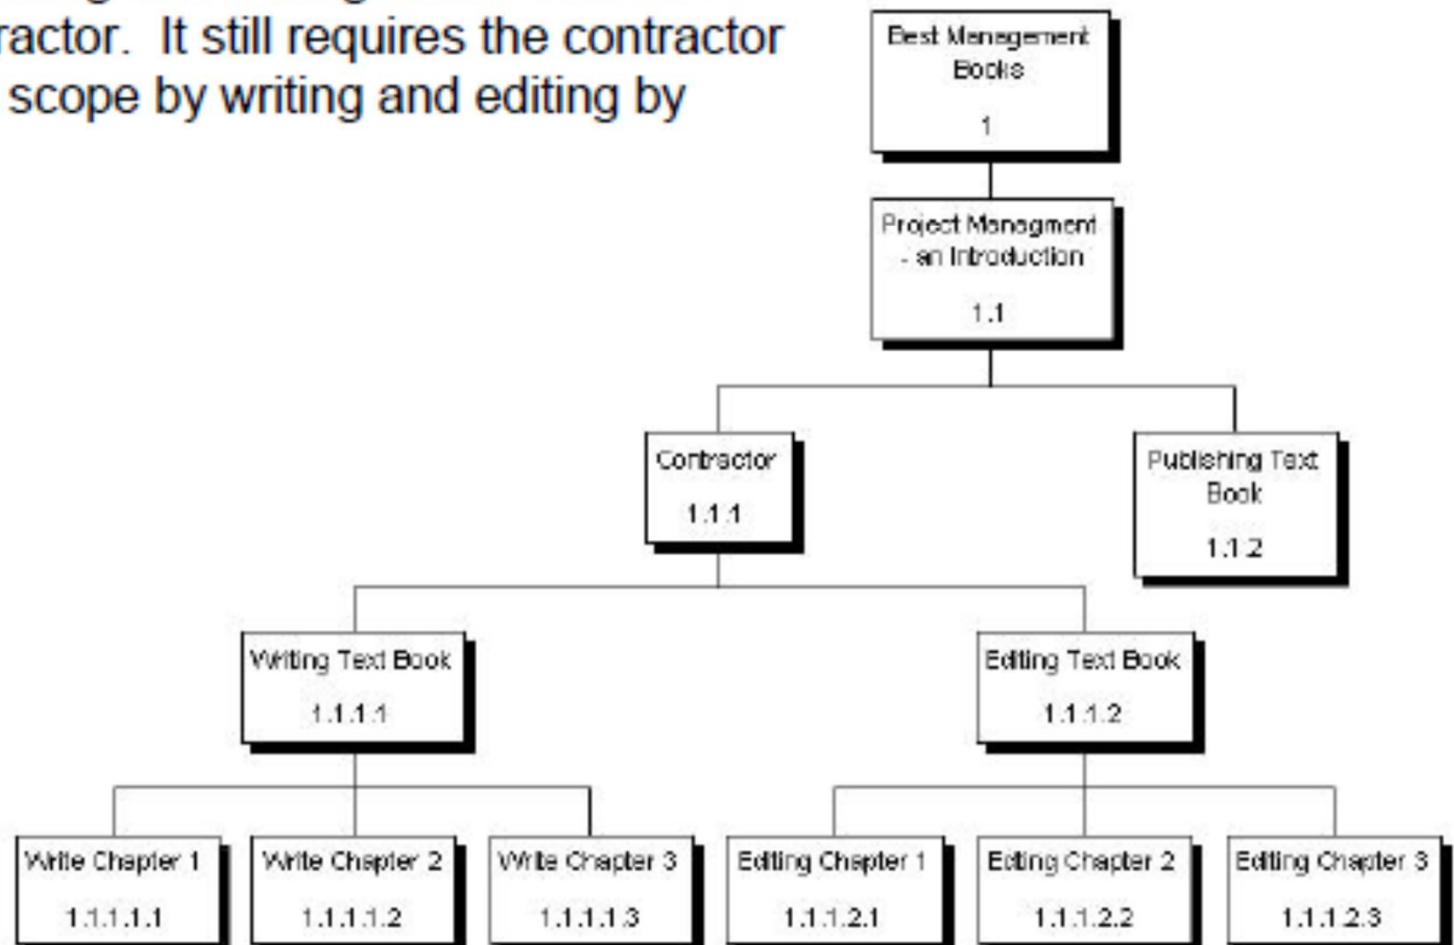 ractor. It still requires the contractor
scope by writing and editing by
Best Management
Books
1
Project Managment
- an Introduction
1.1
Contractor
1.1.1
Publishing Text
Book
1.1.2
Writing Text Book
1.1.1.1
Editing Text Book
1.1.1.2
Write Chapter 1
1.1.1.1.1
Write Chapter 2
1.1.1.1.2
Write Chapter 3
1.1.1.1.3
Editing Chapter 1
1.1.1.2.1
Editing Chapter 2
1.1.1.2.2
Editing Chapter 3
1.1.1.2.3